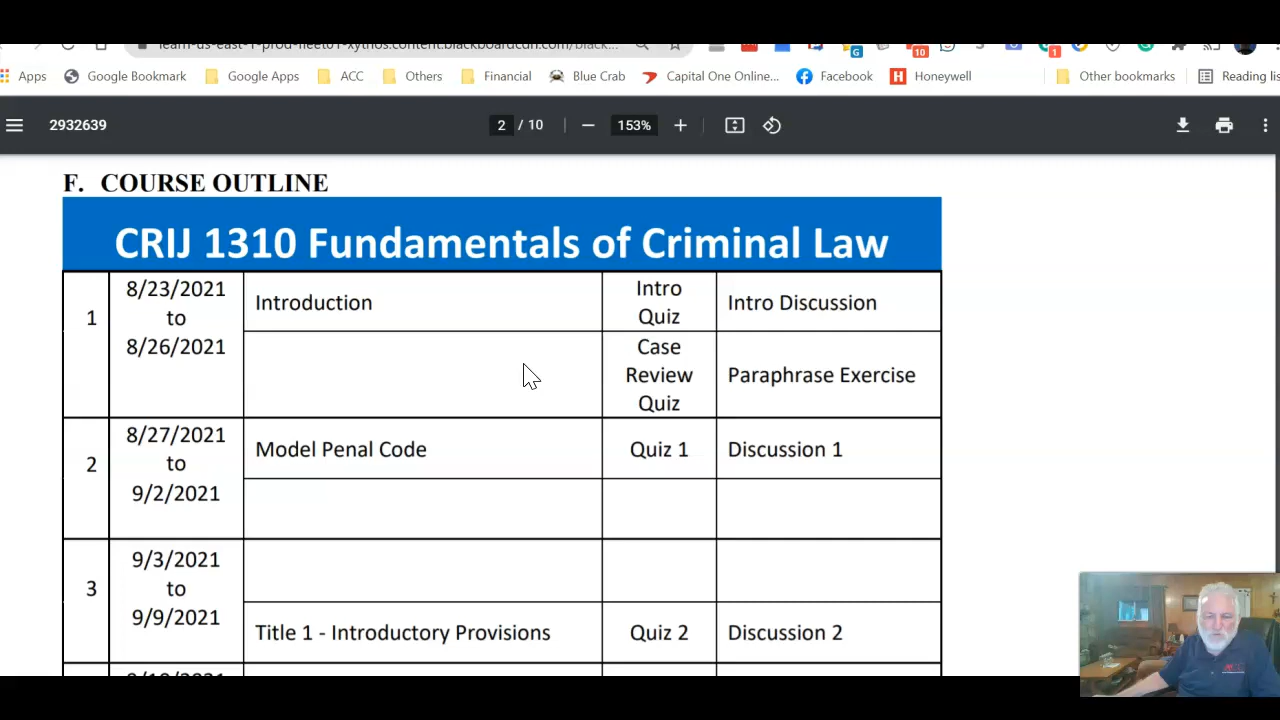 Apps Google Bookmark Google Apps ACC Others Financial Blue Crab Capital One Online... Facebook Honeywell Other bookmarks Reading lis
2932639 2 / 10 153%
F. COURSE OUTLINE
CRIJ 1310 Fundamentals of Criminal Law
1
8/23/2021
to
8/26/2021
Introduction
Intro
Quiz
Intro Discussion
Case
Review
Quiz
Paraphrase Exercise
2
8/27/2021
to
9/2/2021
Model Penal Code
Quiz 1
Discussion 1
3
9/3/2021
to
9/9/2021
Title 1 - Introductory Provisions
Quiz 2
Discussion 2